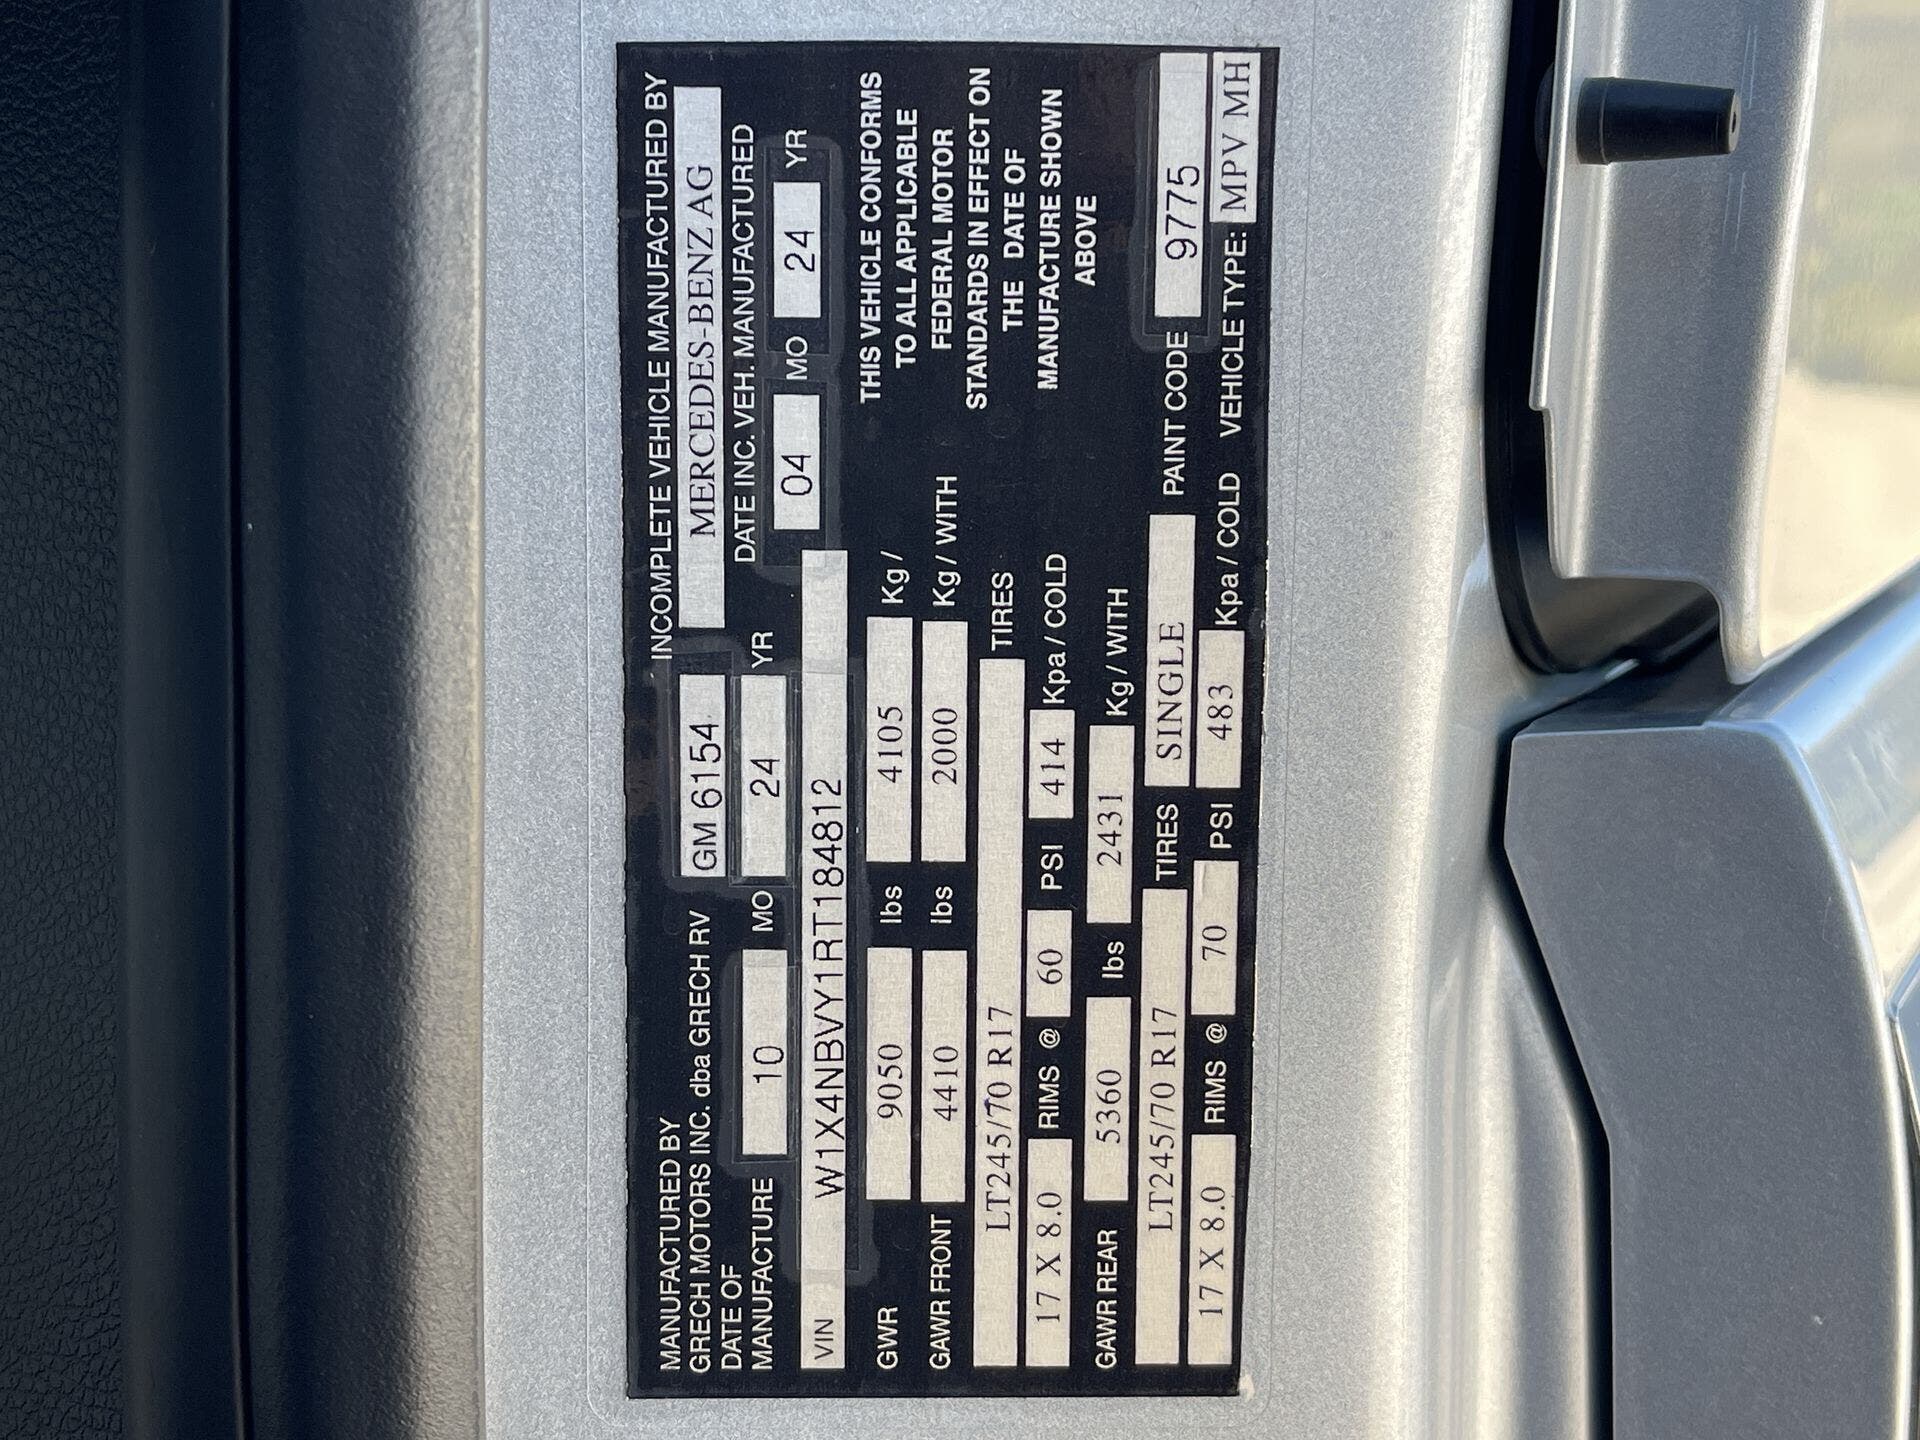 MANUFACTURED BY
GRECH MOTORS INC. dba GRECH RV
GM 6154
INCOMPLETE VEHICLE MANUFACTURED BY
MERCEDES-BENZ AG
DATE OF
MANUFACTURE 10 MO 24 YR
DATE INC. VEH. MANUFACTURED
04 MO 24 YR
VIN W1X4NBVY1RT184812
GWR 9050 lbs 4105 Kg /
GAWR FRONT 4410 lbs 2000 Kg / WITH
LT245/70 R17 TIRES
17 X 8.0 RIMS @ 60 PSI 414 Kpa / COLD
GAWR REAR 5360 lbs 2431 Kg / WITH
LT245/70 R17 TIRES SINGLE
17 X 8.0 RIMS @ 70 PSI 483 Kpa / COLD
THIS VEHICLE CONFORMS
TO ALL APPLICABLE
FEDERAL MOTOR
STANDARDS IN EFFECT ON
THE DATE OF
MANUFACTURE SHOWN
ABOVE
PAINT CODE 9775
VEHICLE TYPE: MPV MH